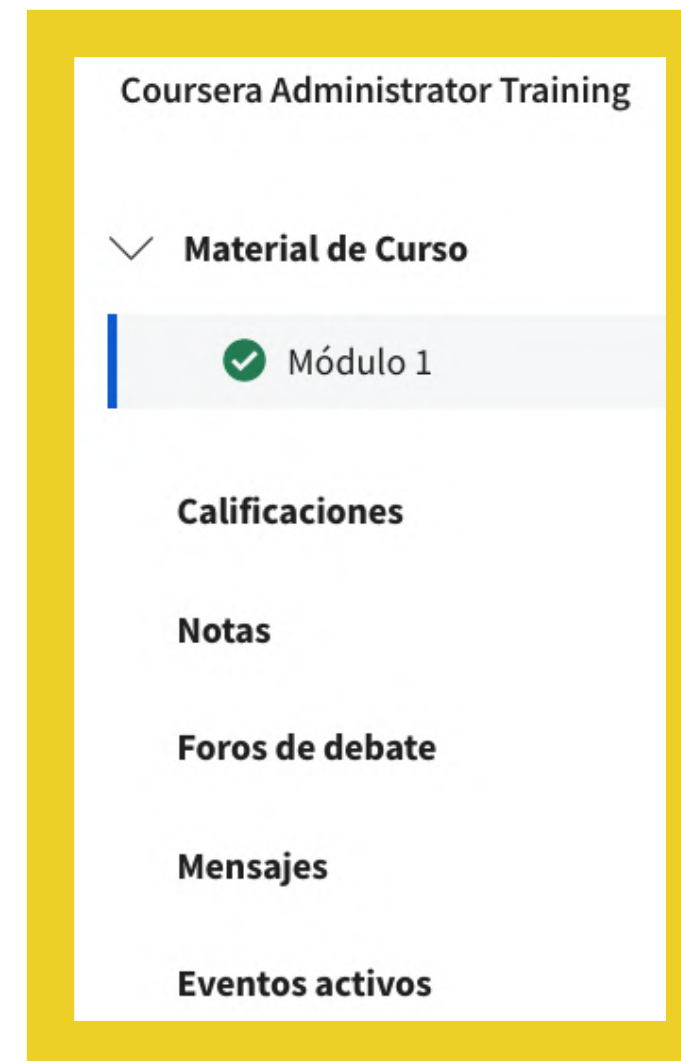 Coursera Administrator Training
Material de Curso
Módulo 1
Calificaciones
Notas
Foros de debate
Mensajes
Eventos activos